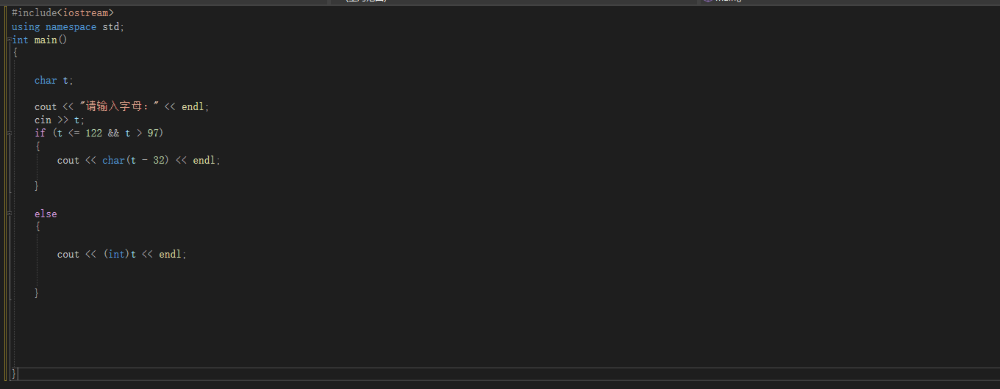 main()
#include<iostream>
using namespace std;
int main()
{
char t;
cout << "请输入字母：" << endl;
cin >> t;
if (t <= 122 && t > 97)
{
cout << char(t - 32) << endl;
}
else
{
cout << (int)t << endl;
}
}